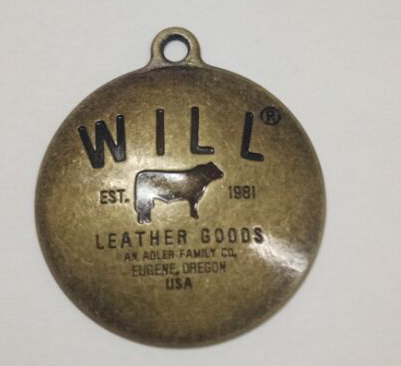 WILL®
EST. 1981
LEATHER GOODS
AN ADLER FAMILY CO.
EUGENE, OREGON
USA